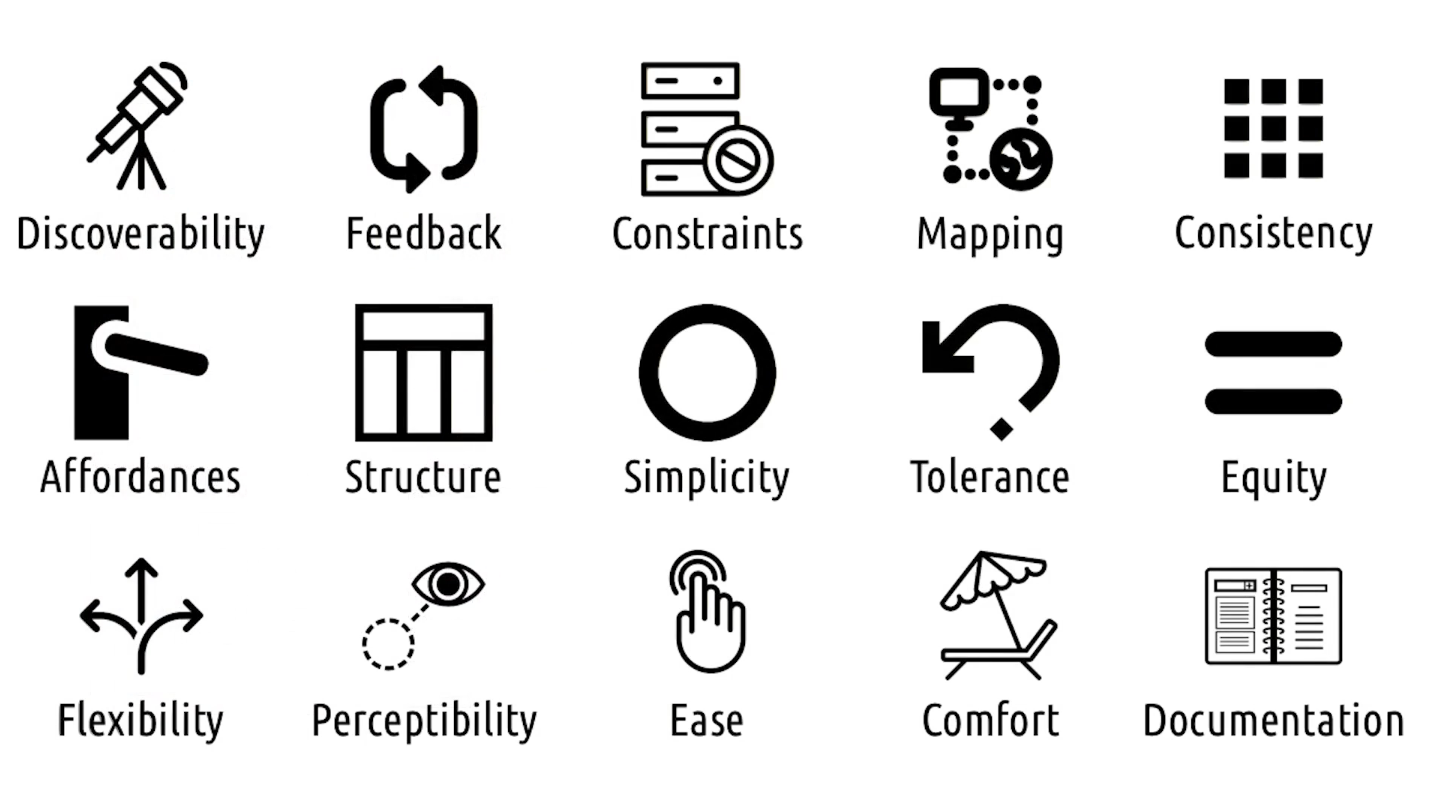 Discoverability
Feedback
Constraints
Mapping
Consistency
Affordances
Structure
Simplicity
Tolerance
Equity
Flexibility
Perceptibility
Ease
Comfort
Documentation